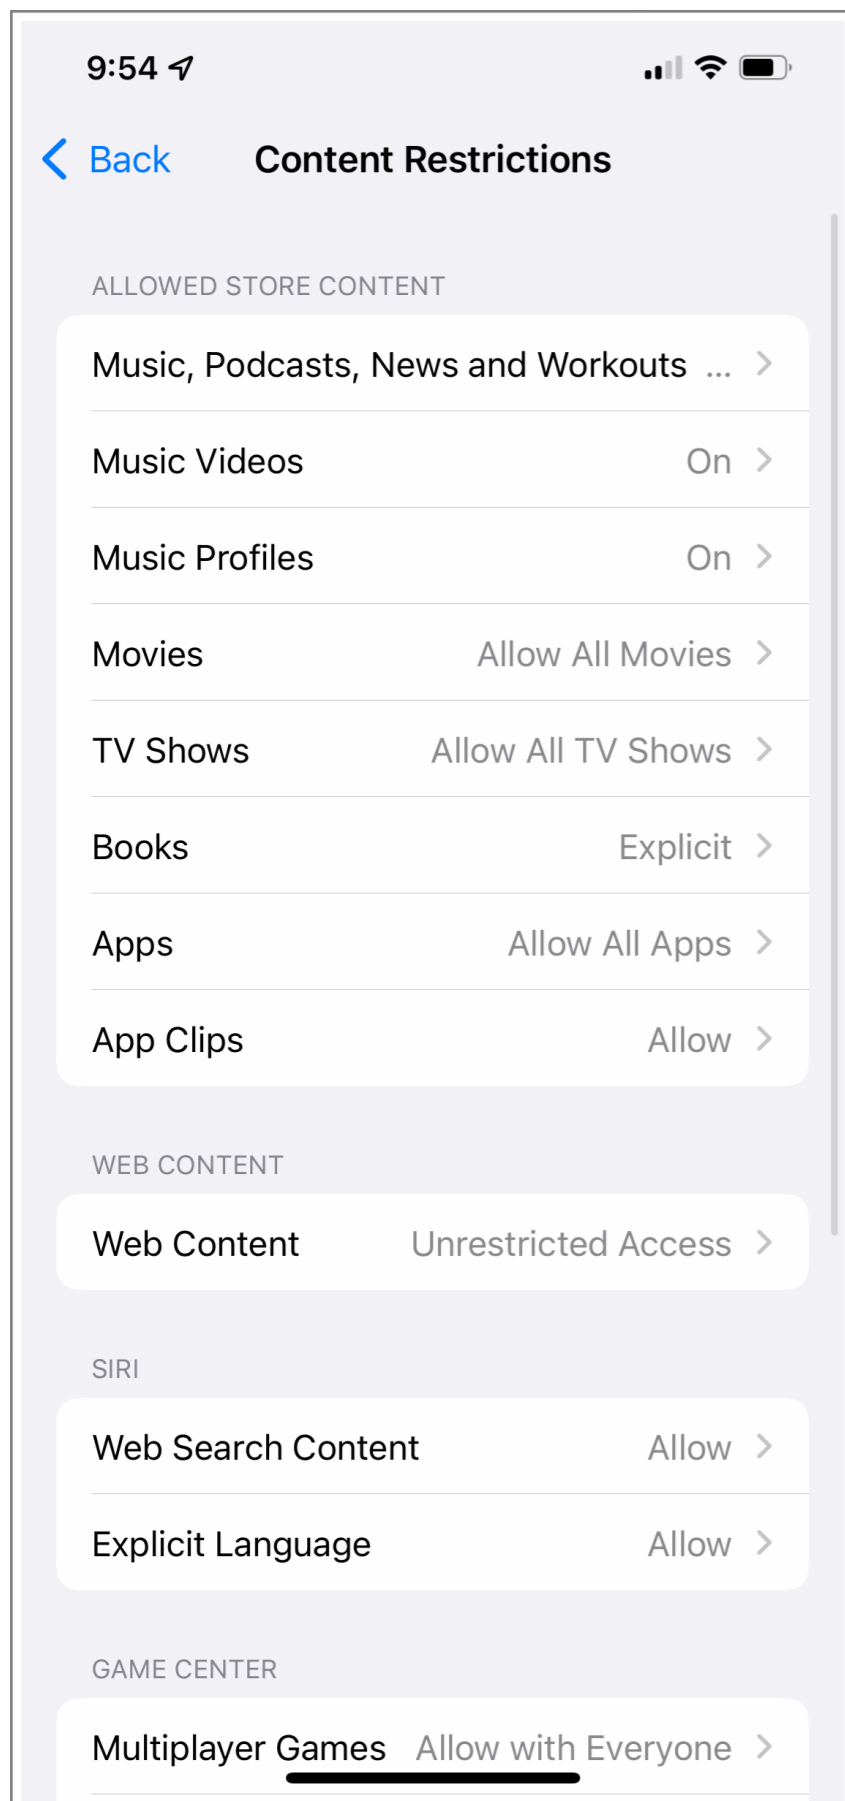 9:54
Back Content Restrictions
ALLOWED STORE CONTENT
Music, Podcasts, News and Workouts ...
Music Videos On
Music Profiles On
Movies Allow All Movies
TV Shows Allow All TV Shows
Books Explicit
Apps Allow All Apps
App Clips Allow
WEB CONTENT
Web Content Unrestricted Access
SIRI
Web Search Content Allow
Explicit Language Allow
GAME CENTER
Multiplayer Games Allow with Everyone